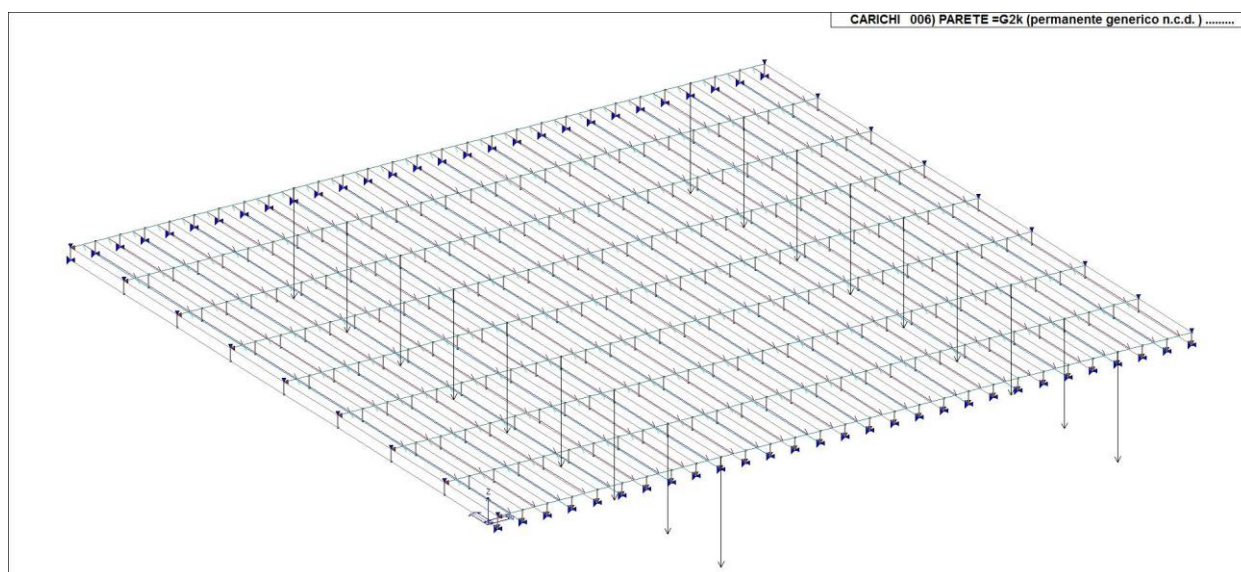 CARICHI 006) PARETE =G2k (permanente generico n.c.d. ) .........
Z